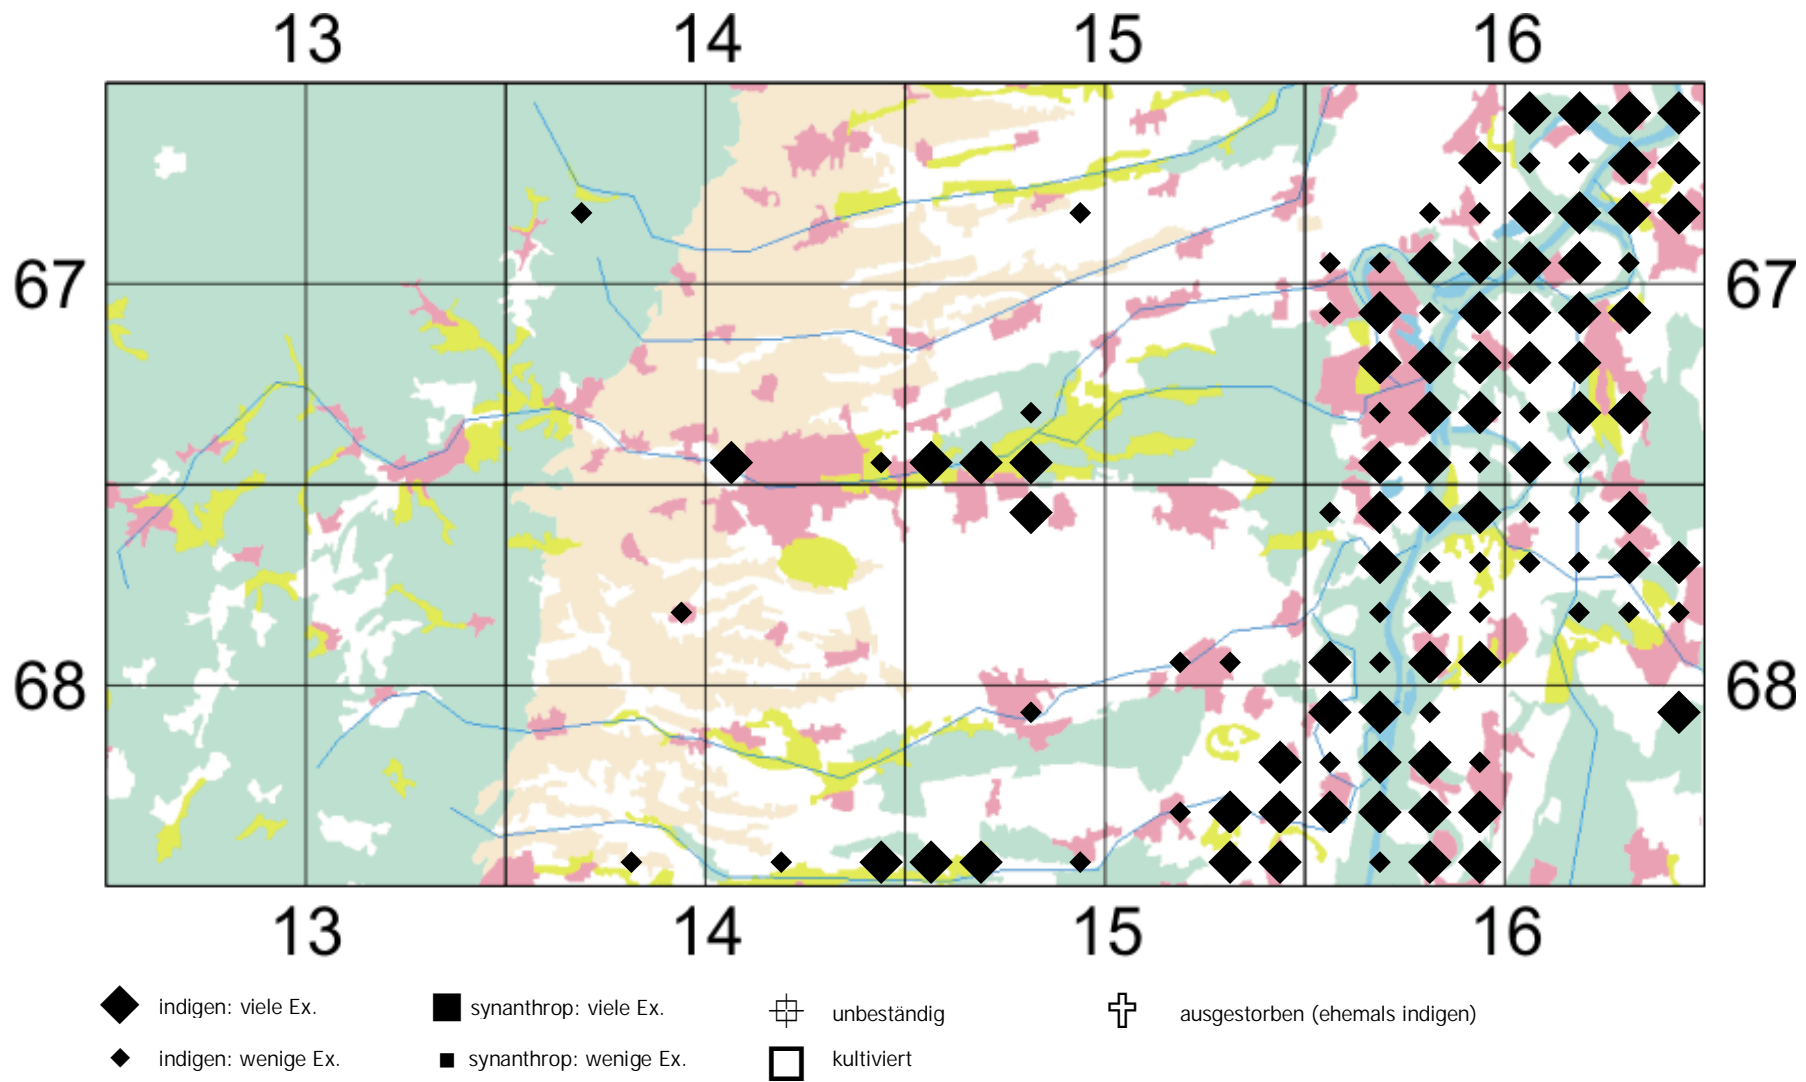 13 14 15 16
67 67
68 68
13 14 15 16
indigen: viele Ex. synanthrop: viele Ex. unbeständig ausgestorben (ehemals indigen)
indigen: wenige Ex. synanthrop: wenige Ex. kultiviert